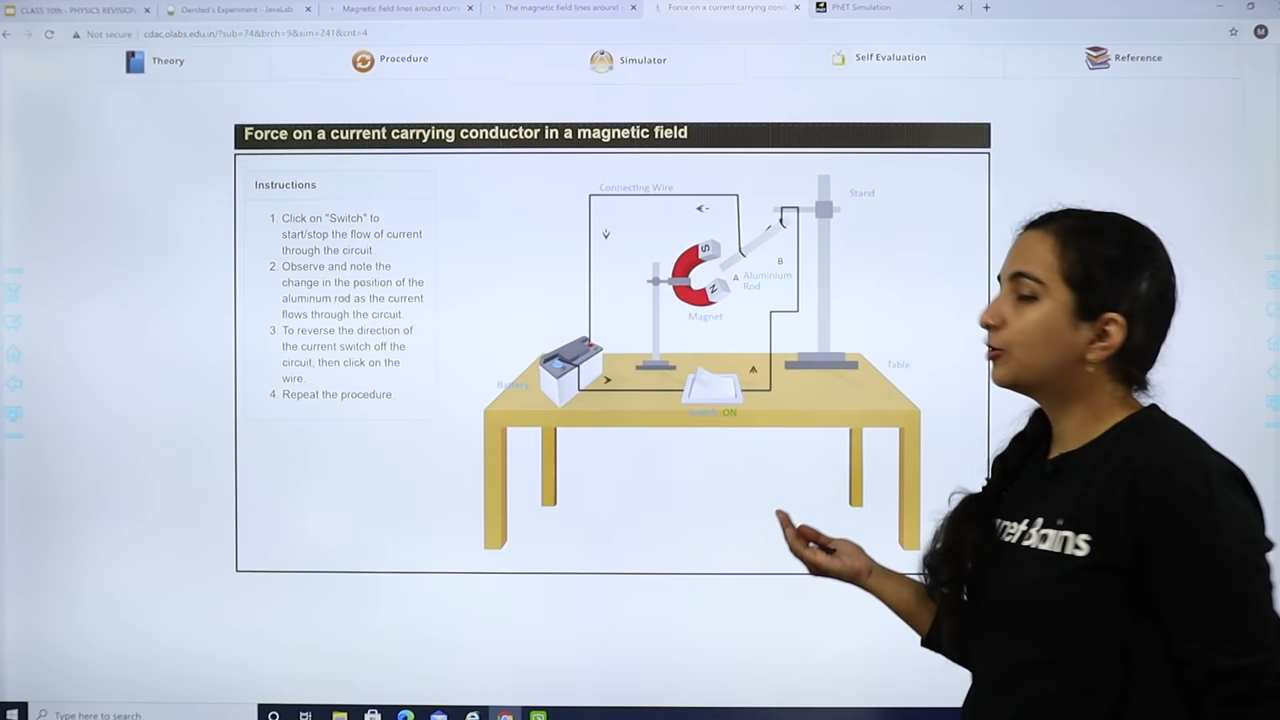 CLASS 10th - PHYSICS REVISION
Oersted's Experiment - JavaLab
Magnetic field lines around curr
The magnetic field lines around
Force on a current carrying cond
PhET Simulation
Not secure
cdac.olabs.edu.in/?sub=74&brch=9&sim=241&cnt=4
M
Theory
Procedure
Simulator
Self Evaluation
Reference
Force on a current carrying conductor in a magnetic field
Instructions
1. Click on "Switch" to
start/stop the flow of current
through the circuit.
2. Observe and note the
change in the position of the
aluminum rod as the current
flows through the circuit.
3. To reverse the direction of
the current switch off the
circuit, then click on the
wire.
4. Repeat the procedure.
Connecting Wire
Stand
S
B
A
Aluminium
Rod
N
Magnet
Battery
Table
Switch ON
Type here to search